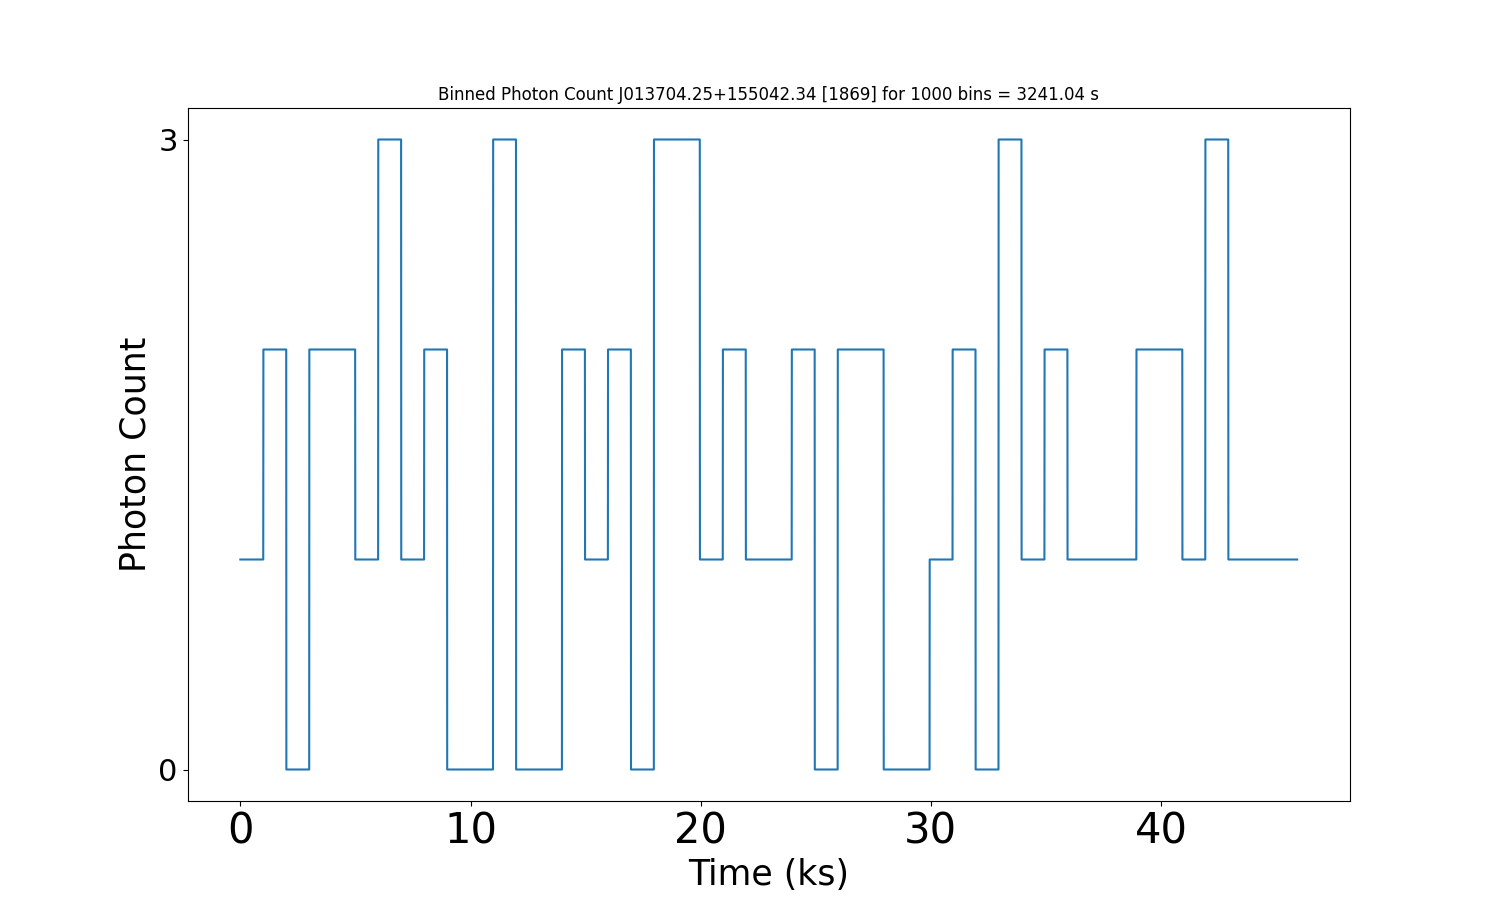 Binned Photon Count J013704.25+155042.34 [1869] for 1000 bins = 3241.04 s
3
Photon Count
0
0 10 20 30 40
Time (ks)